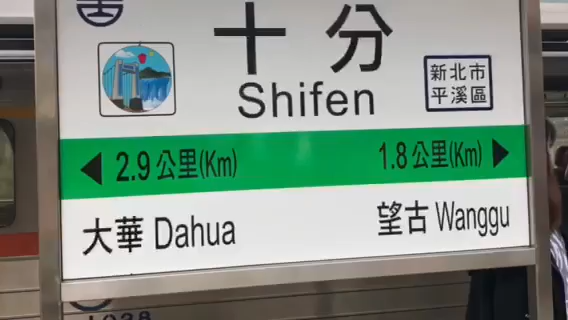 十分
Shifen
新北市
平溪區
2.9公里(Km)
1.8公里(Km)
大華 Dahua
望古 Wanggu